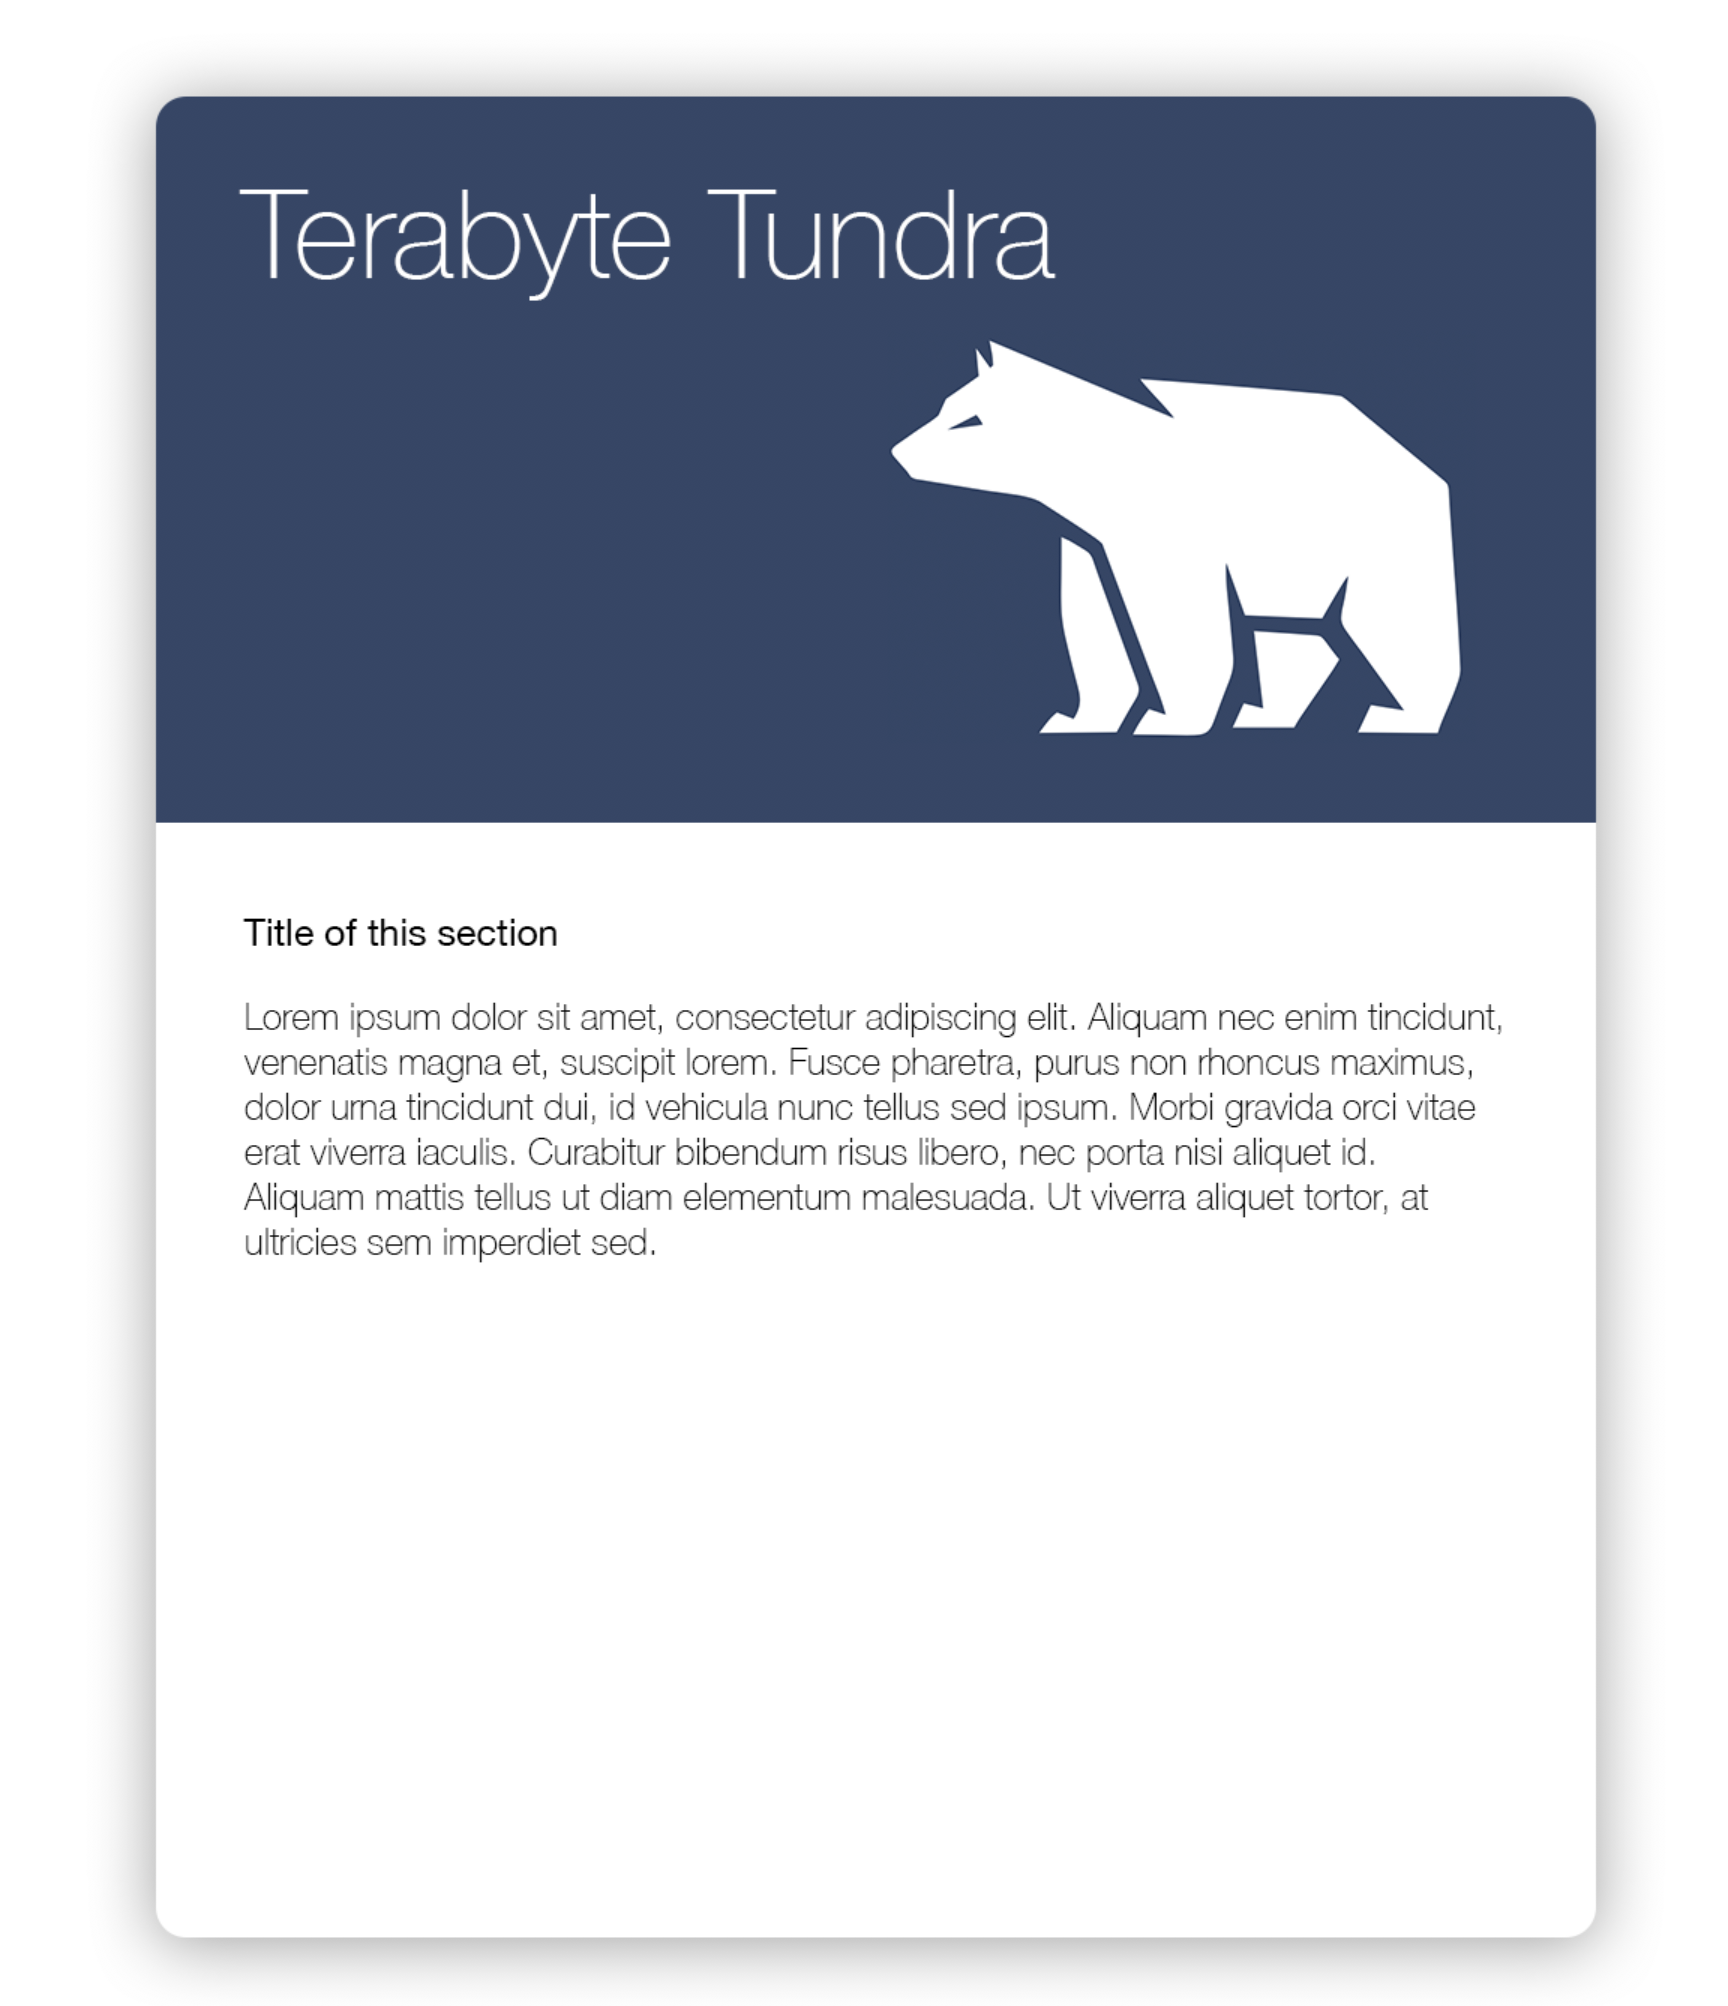 Terabyte Tundra
Title of this section
Lorem ipsum dolor sit amet, consectetur adipiscing elit. Aliquam nec enim tincidunt,
venenatis magna et, suscipit lorem. Fusce pharetra, purus non rhoncus maximus,
dolor urna tincidunt dui, id vehicula nunc tellus sed ipsum. Morbi gravida orci vitae
erat viverra iaculis. Curabitur bibendum risus libero, nec porta nisi aliquet id.
Aliquam mattis tellus ut diam elementum malesuada. Ut viverra aliquet tortor, at
ultricies sem imperdiet sed.